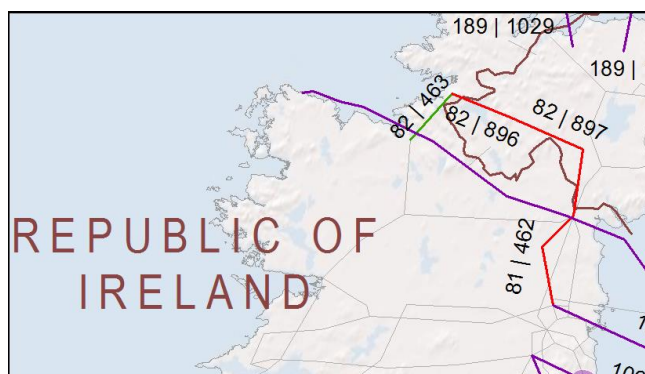 189 | 1029
189 |
82 | 463
82 | 896
82 | 897
REPUBLIC OF
IRELAND
81 | 462